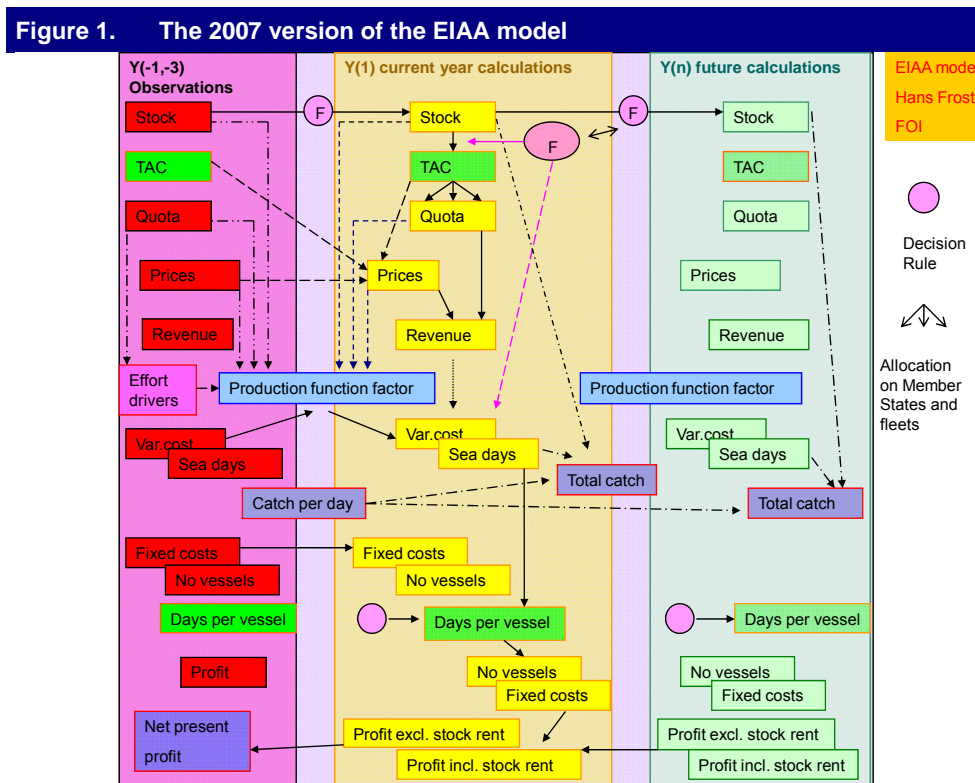 Figure 1. The 2007 version of the EIAA model
Y(-1,-3)
Observations
Y(1) current year calculations
Y(n) future calculations
EIAA mode
Hans Frost
FOI
Stock
F
Stock
F
Stock
F
TAC
TAC
TAC
Quota
Quota
Quota
Decision
Rule
Prices
Prices
Prices
Revenue
Revenue
Revenue
Effort
drivers
Production function factor
Production function factor
Allocation
on Member
States and
fleets
Var.cost
Sea days
Var.cost
Sea days
Var.cost
Sea days
Catch per day
Total catch
Total catch
Fixed costs
No vessels
Fixed costs
No vessels
Days per vessel
Days per vessel
Days per vessel
Profit
No vessels
Fixed costs
No vessels
Fixed costs
Net present
profit
Profit excl. stock rent
Profit incl. stock rent
Profit excl. stock rent
Profit incl. stock rent